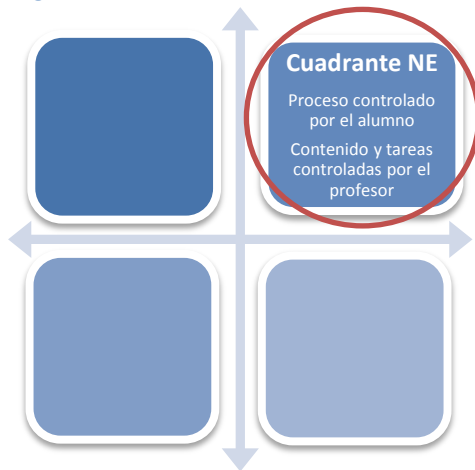 Cuadrante NE
Proceso controlado
por el alumno
Contenido y tareas
controladas por el
profesor